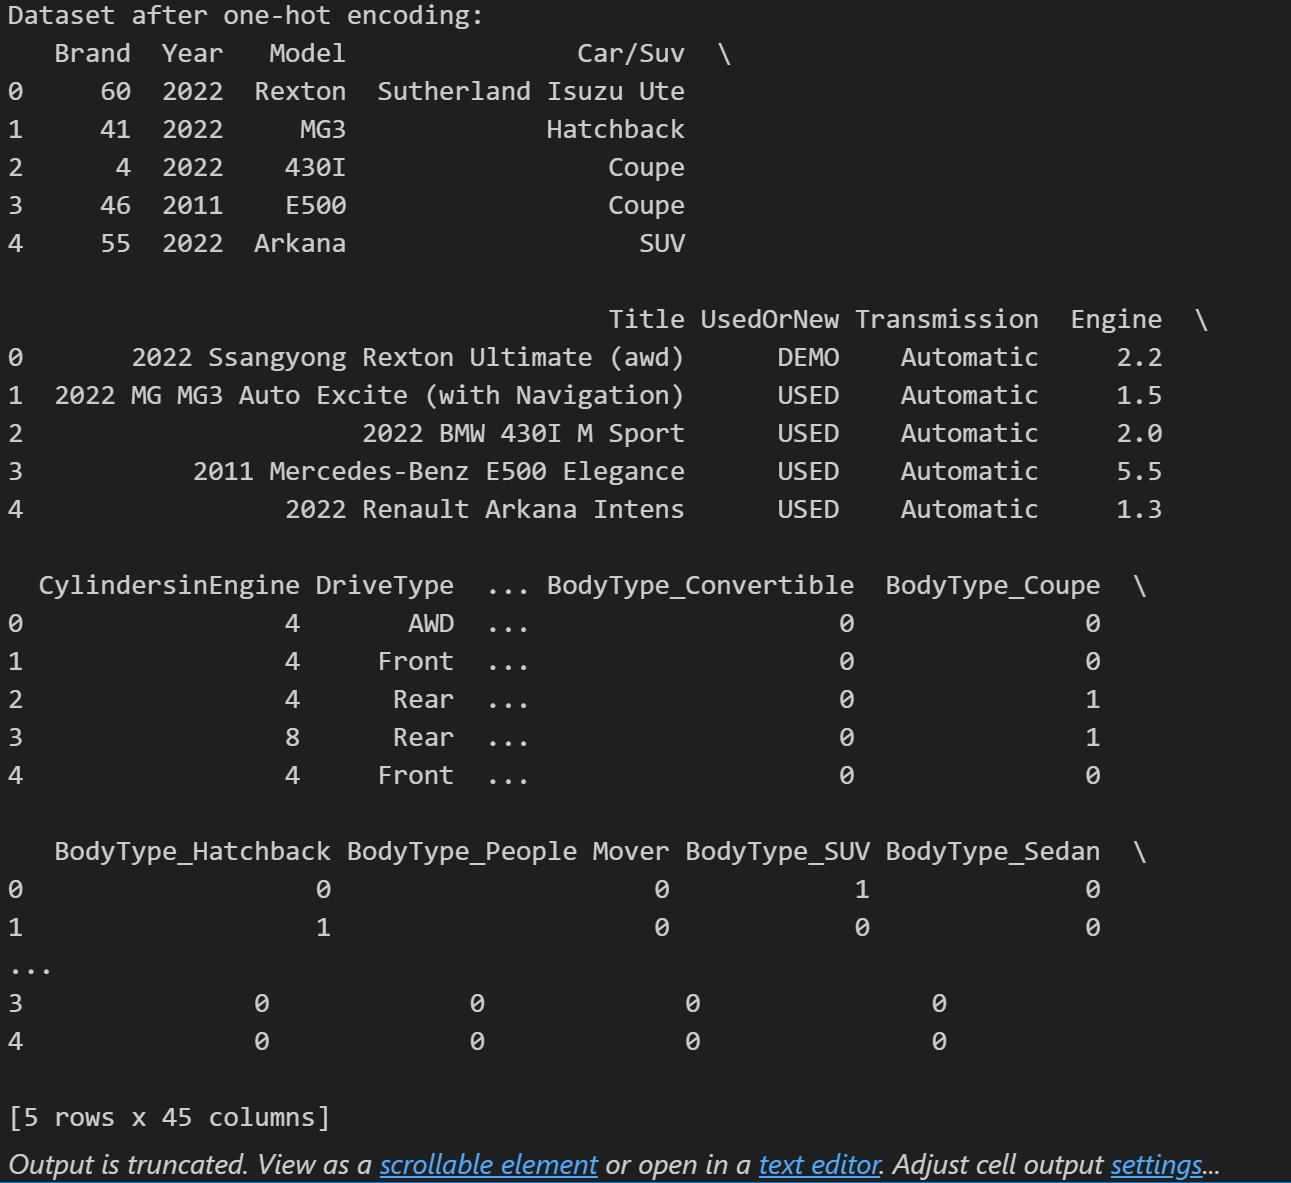 Dataset after one-hot encoding:
   Brand  Year   Model               Car/Suv  \
0     60  2022  Rexton  Sutherland Isuzu Ute
1     41  2022     MG3             Hatchback
2      4  2022    430I                 Coupe
3     46  2011    E500                 Coupe
4     55  2022  Arkana                   SUV

                                       Title UsedOrNew Transmission  Engine  \
0       2022 Ssangyong Rexton Ultimate (awd)      DEMO    Automatic     2.2
1  2022 MG MG3 Auto Excite (with Navigation)      USED    Automatic     1.5
2                      2022 BMW 430I M Sport      USED    Automatic     2.0
3           2011 Mercedes-Benz E500 Elegance      USED    Automatic     5.5
4                 2022 Renault Arkana Intens      USED    Automatic     1.3

  CylindersinEngine DriveType  ... BodyType_Convertible  BodyType_Coupe  \
0                 4       AWD  ...                    0               0
1                 4     Front  ...                    0               0
2                 4      Rear  ...                    0               1
3                 8      Rear  ...                    0               1
4                 4     Front  ...                    0               0

   BodyType_Hatchback BodyType_People Mover BodyType_SUV BodyType_Sedan  \
0                   0                     0            1              0
1                   1                     0            0              0
...
3               0             0             0               0
4               0             0             0               0

[5 rows x 45 columns]
Output is truncated. View as a scrollable element or open in a text editor. Adjust cell output settings...